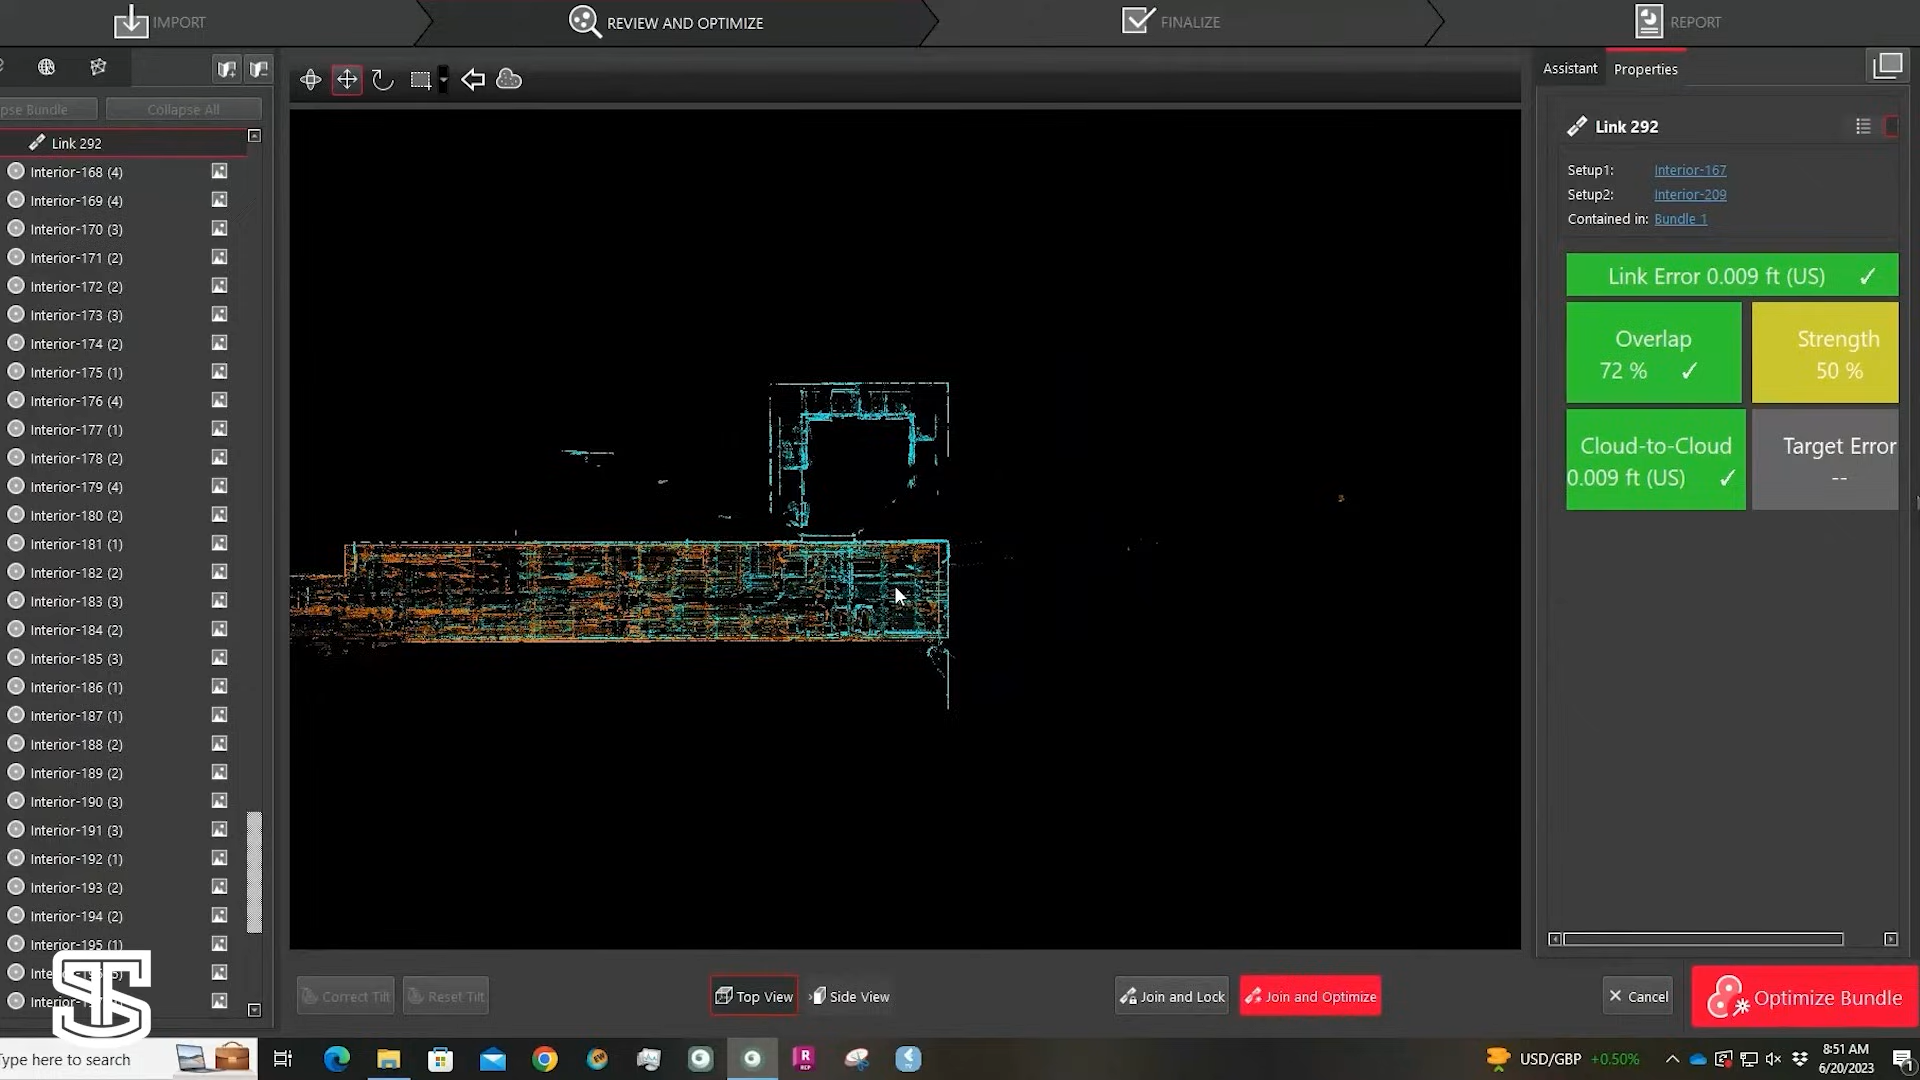 IMPORT
REVIEW AND OPTIMIZE
FINALIZE
REPORT
Assistant
Properties
pse Bundle
Collapse All
Link 292
Interior-168 (4)
Interior-169 (4)
Interior-170 (3)
Interior-171 (2)
Interior-172 (2)
Interior-173 (3)
Interior-174 (2)
Interior-175 (1)
Interior-176 (4)
Interior-177 (1)
Interior-178 (2)
Interior-179 (4)
Interior-180 (2)
Interior-181 (1)
Interior-182 (2)
Interior-183 (3)
Interior-184 (2)
Interior-185 (3)
Interior-186 (1)
Interior-187 (1)
Interior-188 (2)
Interior-189 (2)
Interior-190 (3)
Interior-191 (3)
Interior-192 (1)
Interior-193 (2)
Interior-194 (2)
Interior-195 (1)
Link 292
Setup1: Interior-167
Setup2: Interior-209
Contained in: Bundle 1
Link Error 0.009 ft (US)
Overlap
72 %
Strength
50 %
Cloud-to-Cloud
0.009 ft (US)
Target Error
--
Correct Tilt
Reset Tilt
Top View
Side View
Join and Lock
Join and Optimize
Cancel
Optimize Bundle
Type here to search
USD/GBP +0.50%
8:51 AM
6/20/2023